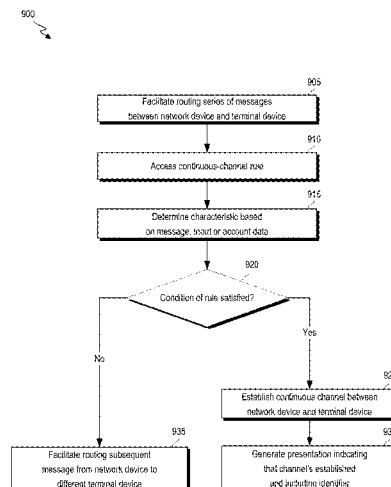 900
905
Facilitate routing series of messages
between network device and terminal device
910
Access continuous-channel rule
915
Determine characteristic based
on message, input or account data
920
Condition of rule satisfied?
No
Yes
Establish continuous channel between
network device and terminal device
935
Facilitate routing subsequent
message from network device to
different terminal device
Generate presentation indicating
that channel's established
and including identifier